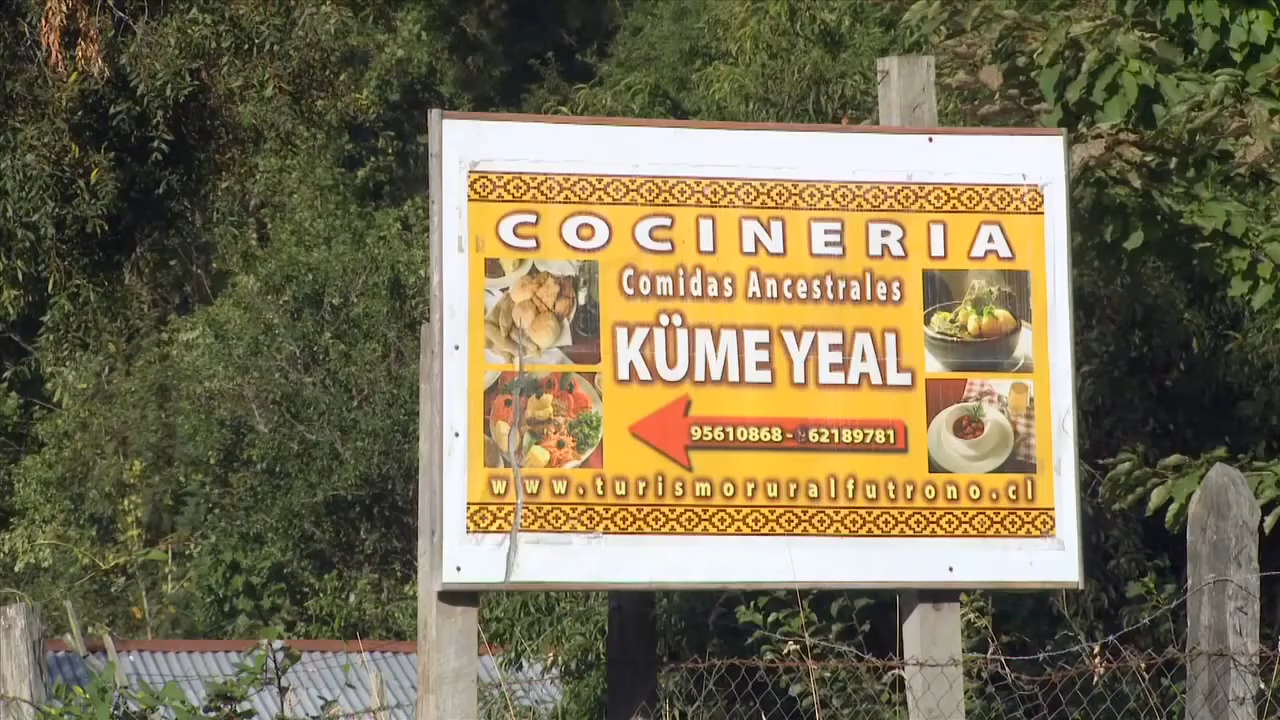 COCINERIA
Comidas Ancestrales
KÜME YEAL
95610868 - 62189781
www.turismoruralfutrono.cl